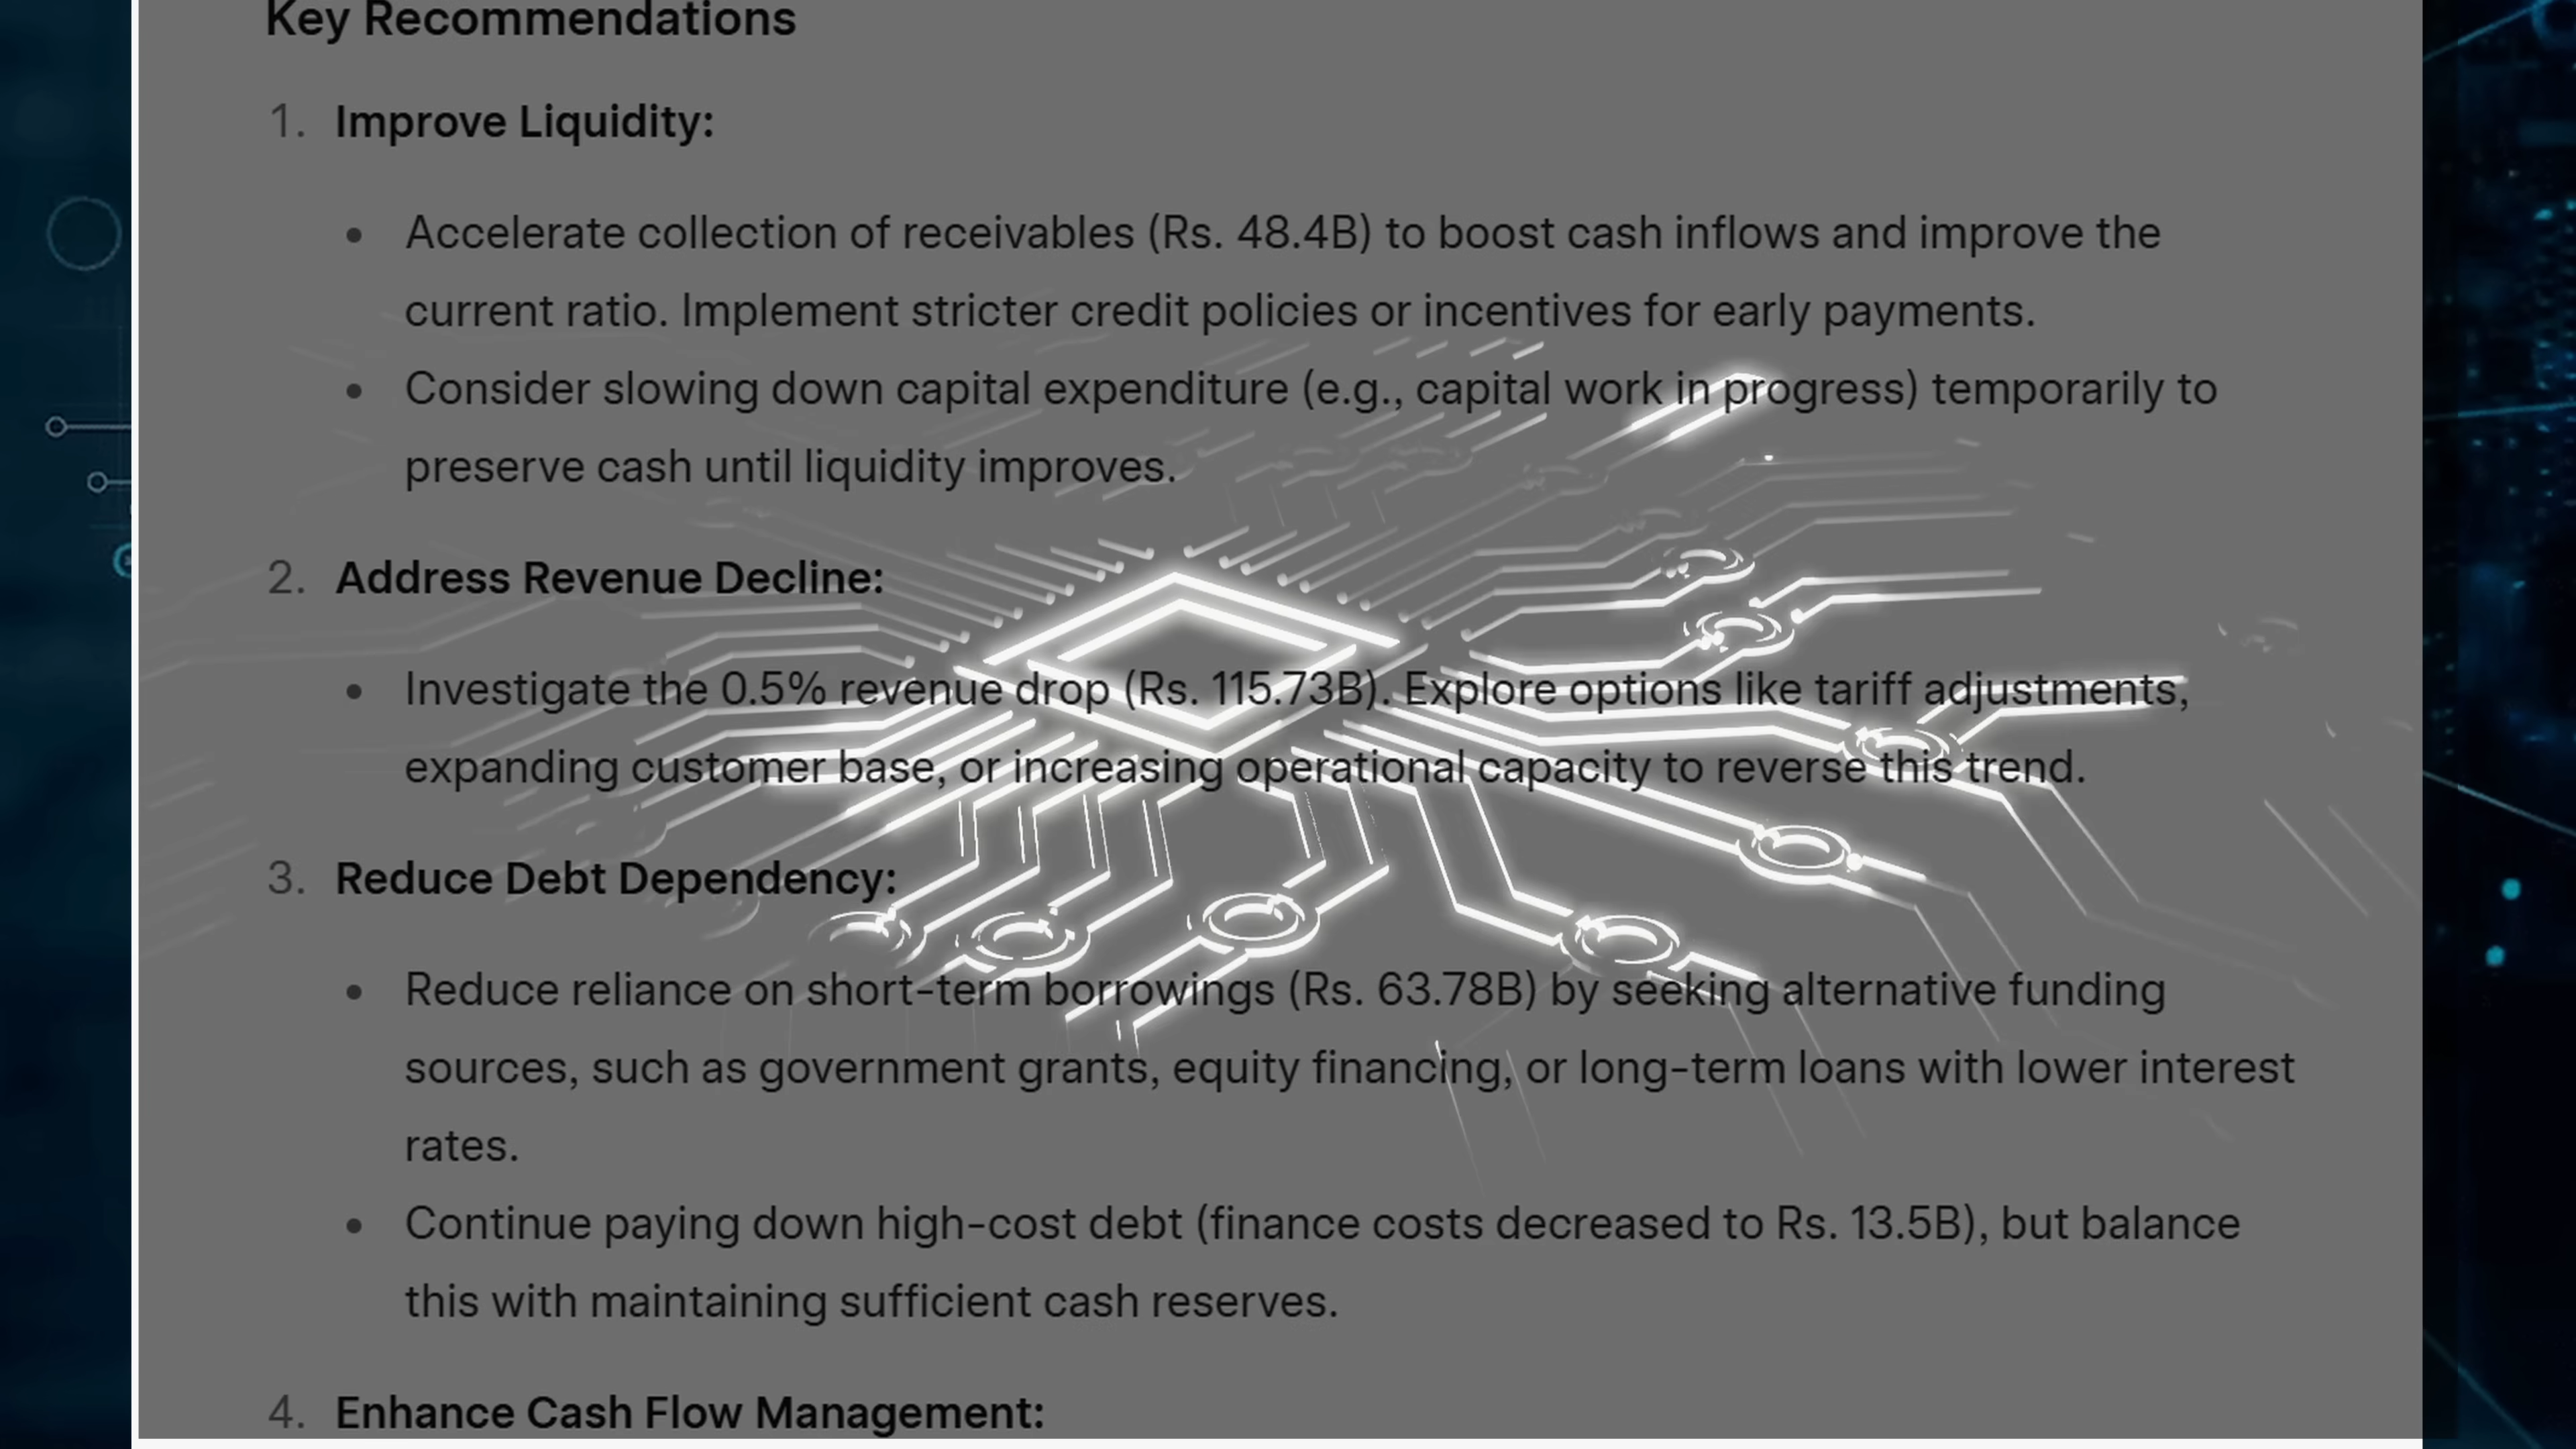 Key Recommendations
1. Improve Liquidity:
• Accelerate collection of receivables (Rs. 48.4B) to boost cash inflows and improve the
current ratio. Implement stricter credit policies or incentives for early payments.
• Consider slowing down capital expenditure (e.g., capital work in progress) temporarily to
preserve cash until liquidity improves.
2. Address Revenue Decline:
• Investigate the 0.5% revenue drop (Rs. 115.73B). Explore options like tariff adjustments,
expanding customer base, or increasing operational capacity to reverse this trend.
3. Reduce Debt Dependency:
• Reduce reliance on short-term borrowings (Rs. 63.78B) by seeking alternative funding
sources, such as government grants, equity financing, or long-term loans with lower interest
rates.
• Continue paying down high-cost debt (finance costs decreased to Rs. 13.5B), but balance
this with maintaining sufficient cash reserves.
4. Enhance Cash Flow Management: